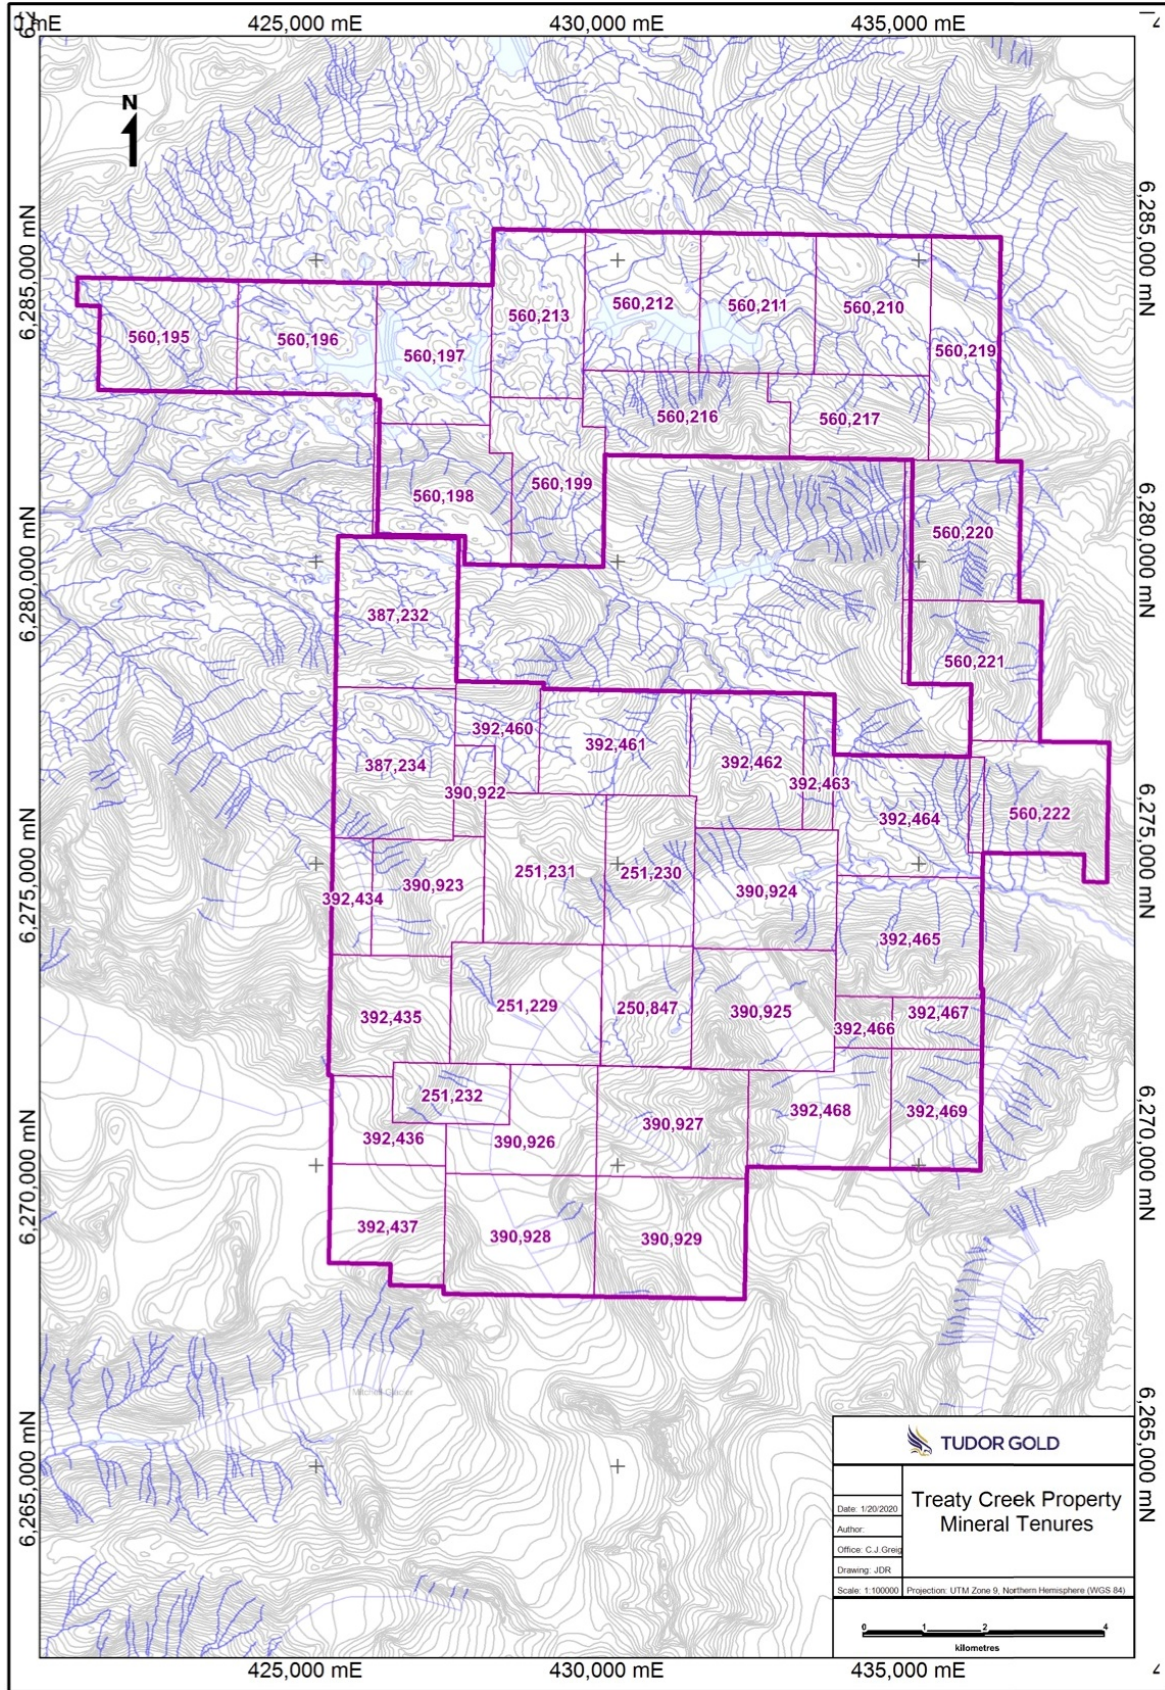 425,000 mE 430,000 mE 435,000 mE
N
6,285,000 mN
6,285,000 mN
560,213
560,212
560,211
560,210
560,195
560,196
560,197
560,219
560,216
560,217
560,199
560,198
6,280,000 mN
6,280,000 mN
560,220
387,232
560,221
392,460
392,461
387,234
392,462
392,463
390,922
392,464
560,222
6,275,000 mN
6,275,000 mN
251,231
251,230
390,923
390,924
392,434
392,465
251,229
250,847
390,925
392,435
392,466
392,467
251,232
392,468
392,469
390,927
392,436
390,926
6,270,000 mN
6,270,000 mN
392,437
390,928
390,929
Mitchell Glacier
6,265,000 mN
6,265,000 mN
TUDOR GOLD
Treaty Creek Property
Mineral Tenures
Date: 1/20/2020
Author:
Office: C.J.Greig
Drawing: JDR
Scale: 1:100000 Projection: UTM Zone 9, Northern Hemisphere (WGS 84)
0 1 2 4
kilometres
425,000 mE 430,000 mE 435,000 mE